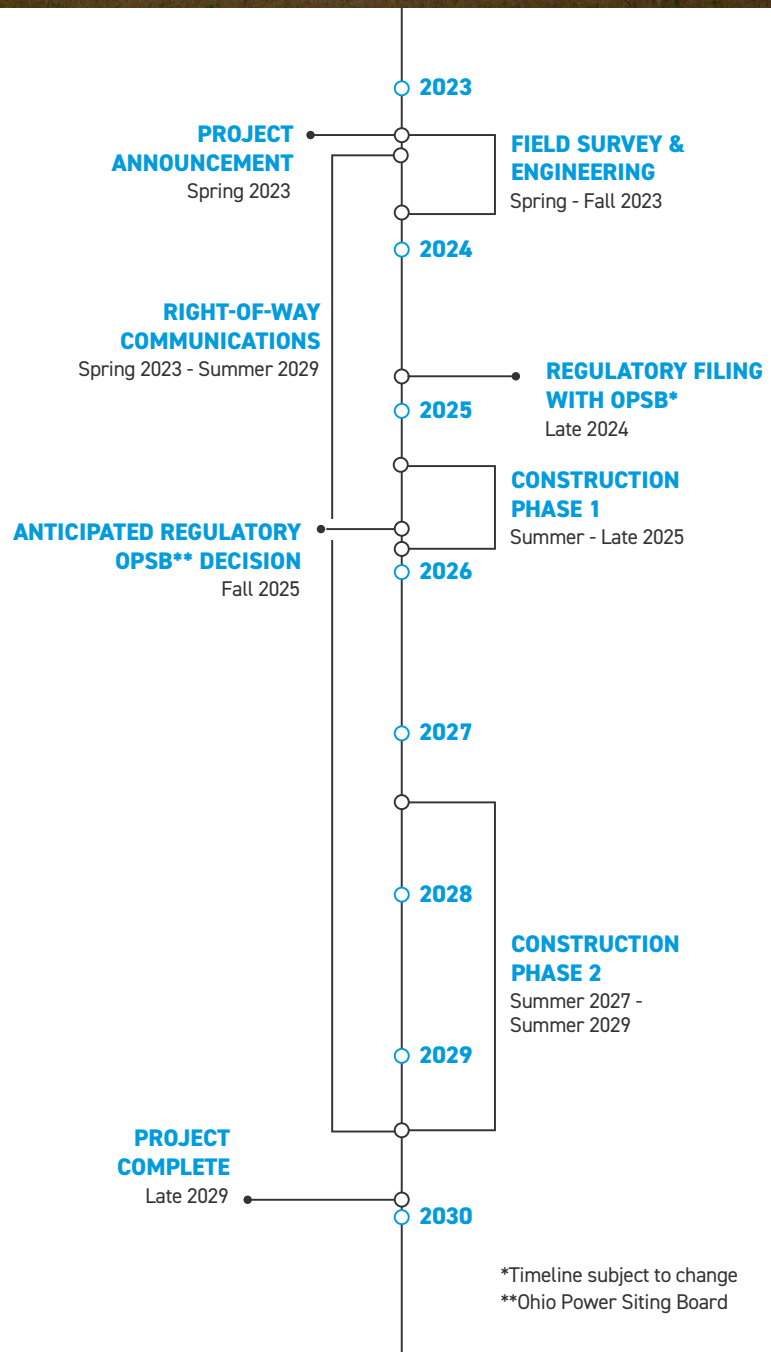 2023
PROJECT
ANNOUNCEMENT
Spring 2023
FIELD SURVEY &
ENGINEERING
Spring - Fall 2023
2024
RIGHT-OF-WAY
COMMUNICATIONS
Spring 2023 - Summer 2029
REGULATORY FILING
WITH OPSB*
Late 2024
2025
CONSTRUCTION
PHASE 1
Summer - Late 2025
ANTICIPATED REGULATORY
OPSB** DECISION
Fall 2025
2026
2027
2028
CONSTRUCTION
PHASE 2
Summer 2027 -
Summer 2029
2029
PROJECT
COMPLETE
Late 2029
2030
*Timeline subject to change
**Ohio Power Siting Board